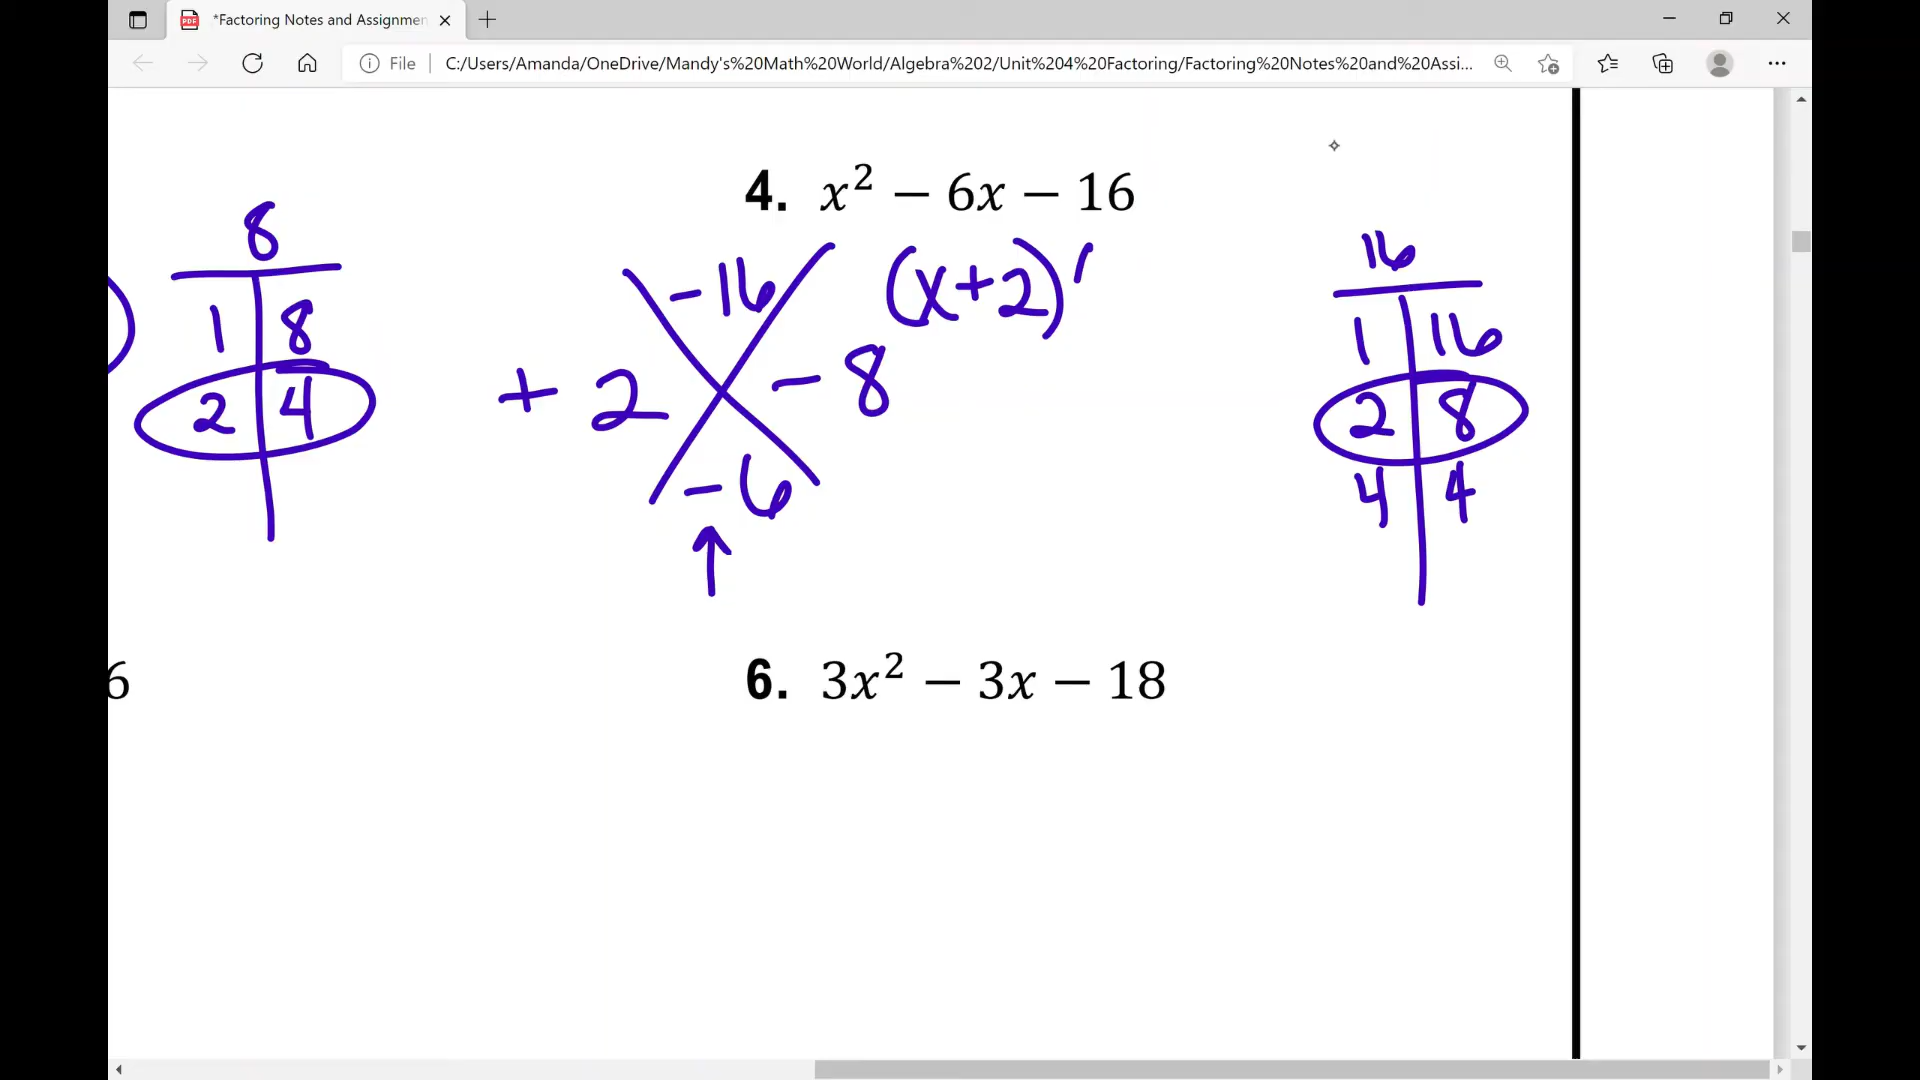 *Factoring Notes and Assignmen
File C:/Users/Amanda/OneDrive/Mandy's%20Math%20World/Algebra%202/Unit%204%20Factoring/Factoring%20Notes%20and%20Assi...
4. x² − 6x − 16
8
1 8
2 4
-16
+ 2 - 8
-6
(x+2)(
16
1 16
2 8
4 4
6
6. 3x² − 3x − 18